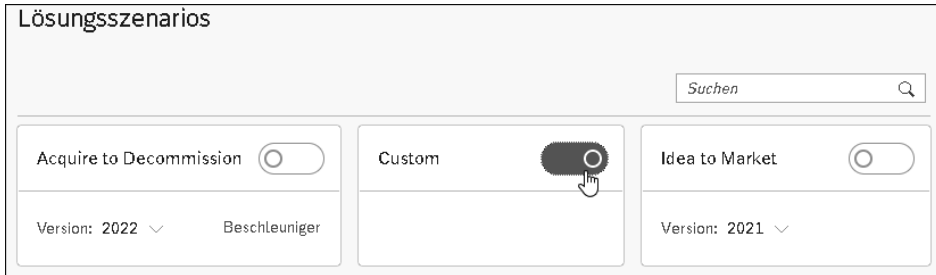 Lösungsszenarios
Suchen
Acquire to Decommission
Custom
Idea to Market
Version: 2022
Beschleuniger
Version: 2021